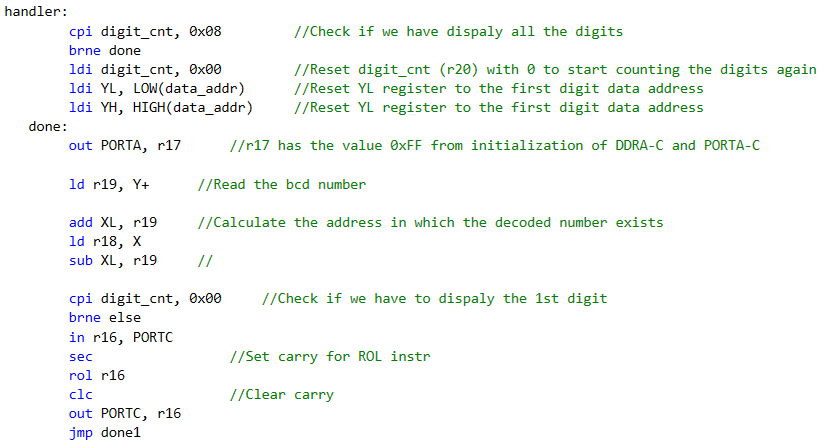 handler:
cpi digit_cnt, 0x08 //Check if we have dispaly all the digits
brne done
ldi digit_cnt, 0x00 //Reset digit_cnt (r20) with 0 to start counting the digits again
ldi YL, LOW(data_addr) //Reset YL register to the first digit data address
ldi YH, HIGH(data_addr) //Reset YL register to the first digit data address
done:
out PORTA, r17 //r17 has the value 0xFF from initialization of DDRA-C and PORTA-C
ld r19, Y+ //Read the bcd number
add XL, r19 //Calculate the address in which the decoded number exists
ld r18, X
sub XL, r19 //
cpi digit_cnt, 0x00 //Check if we have to dispaly the 1st digit
brne else
in r16, PORTC
sec //Set carry for ROL instr
rol r16
clc //Clear carry
out PORTC, r16
jmp done1